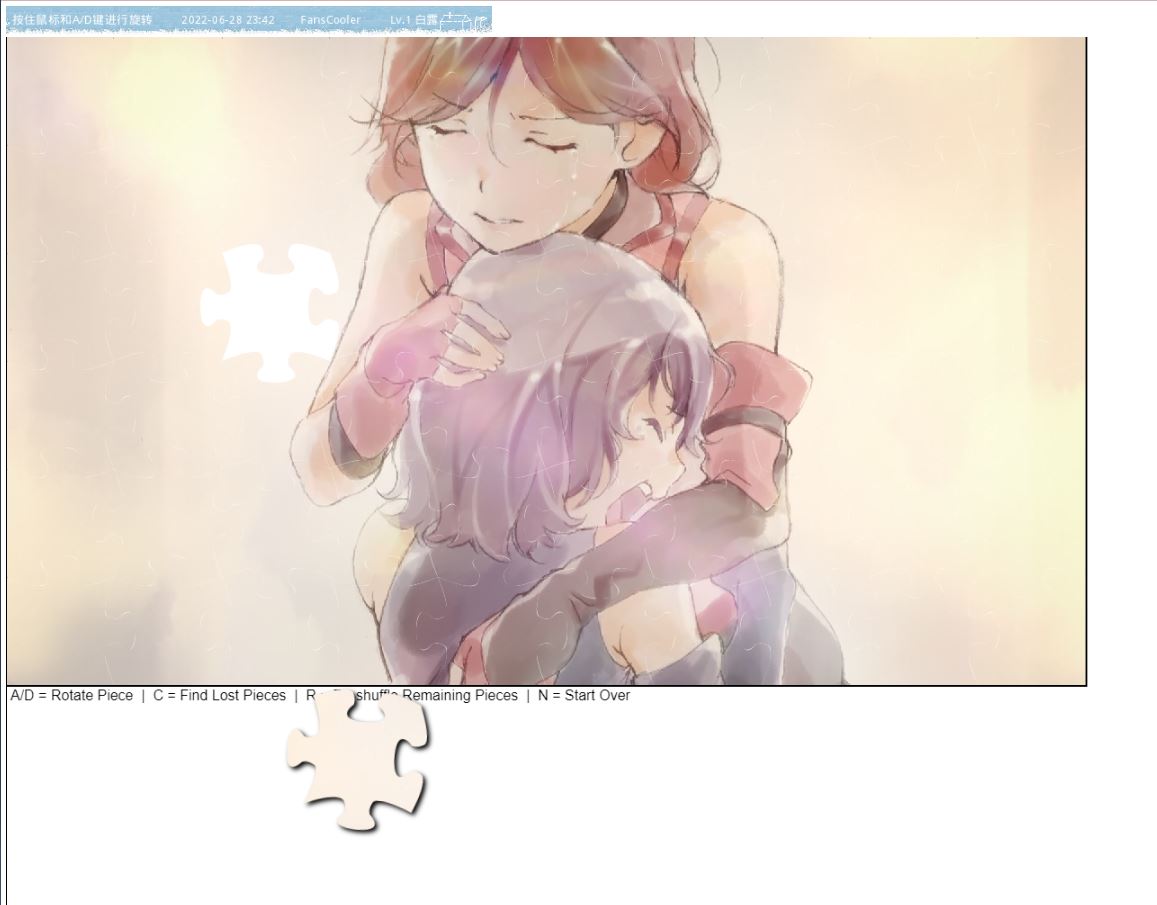 按住鼠标和A/D键进行旋转 2022-06-28 23:42 FansCooler Lv.1 白露
A/D = Rotate Piece | C = Find Lost Pieces | R Remaining Pieces | N = Start Over